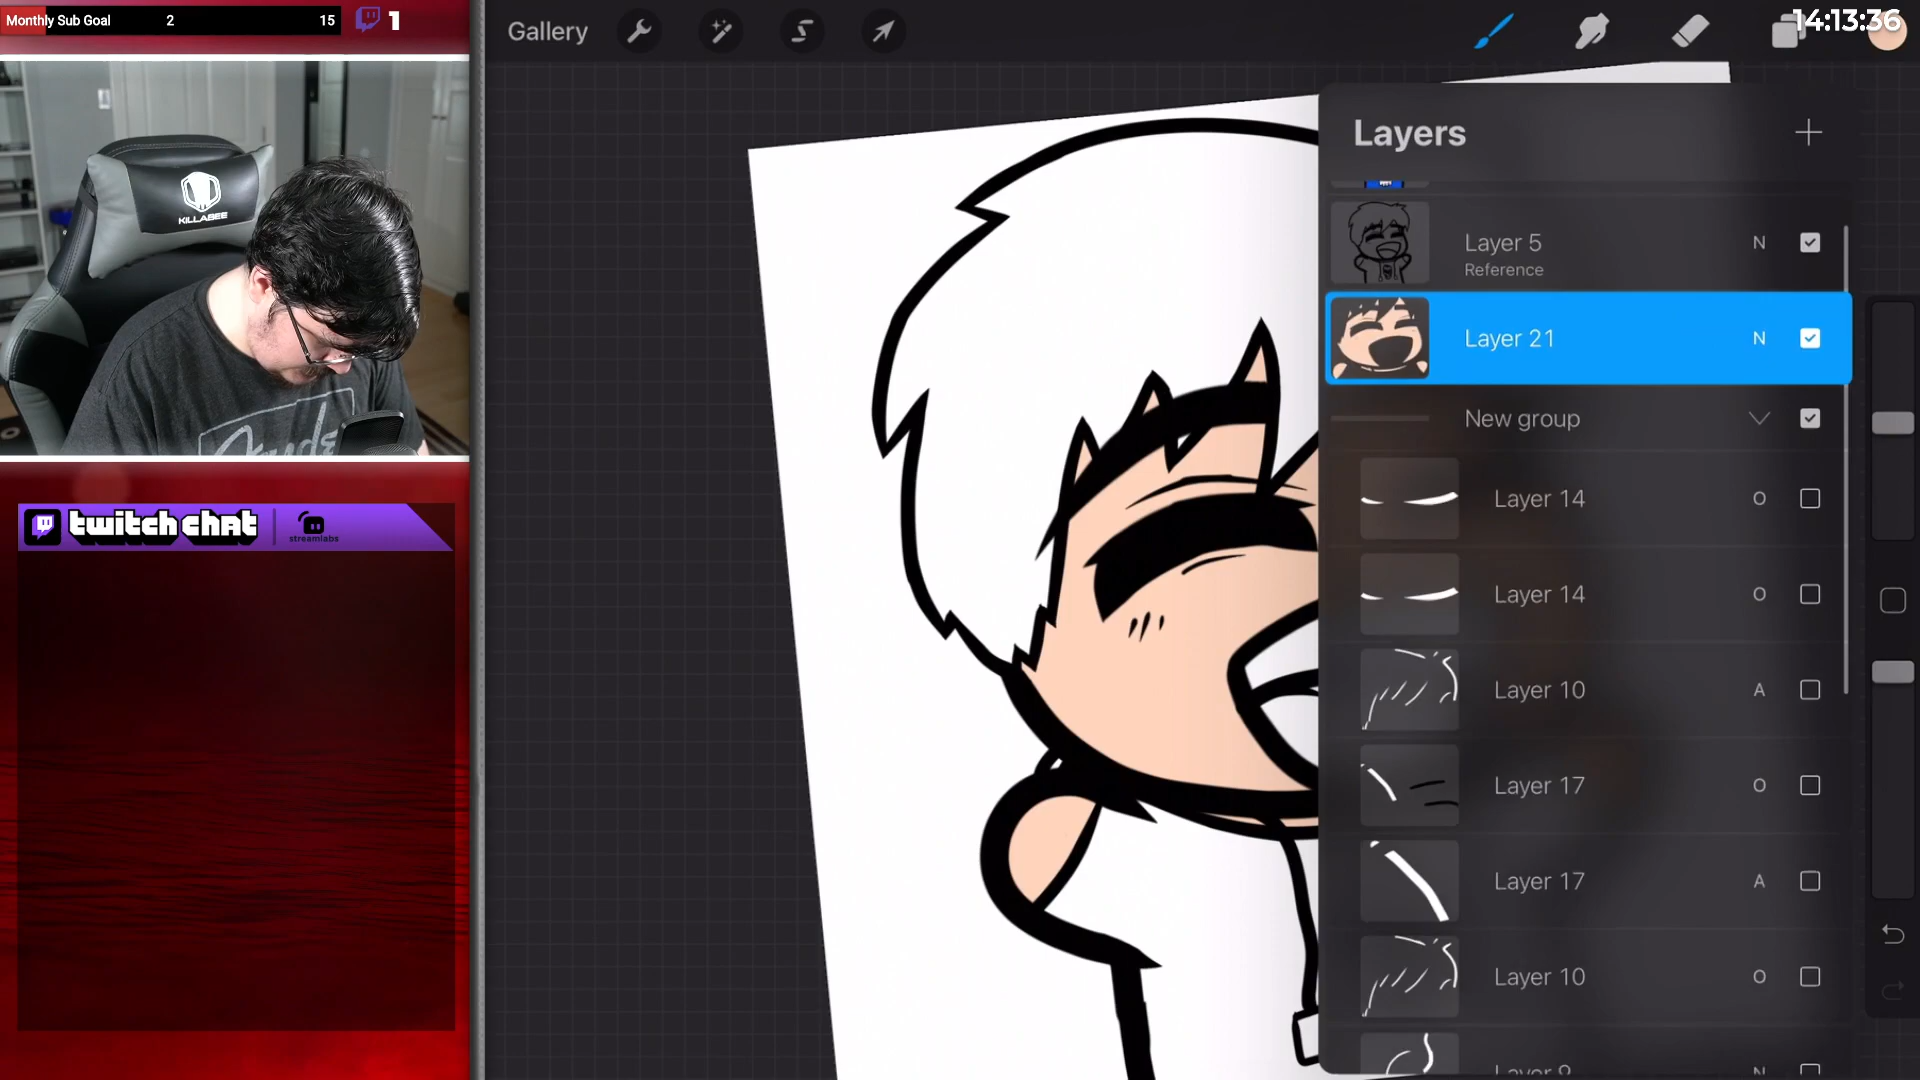 Monthly Sub Goal 2 15 1
Gallery
14:13:36
Layers
Layer 5 N
Reference
Layer 21 N
New group
Layer 14 O
Layer 14 O
Layer 10 A
Layer 17 O
Layer 17 A
Layer 10 O
KILLABEE
twitch chat
streamlabs